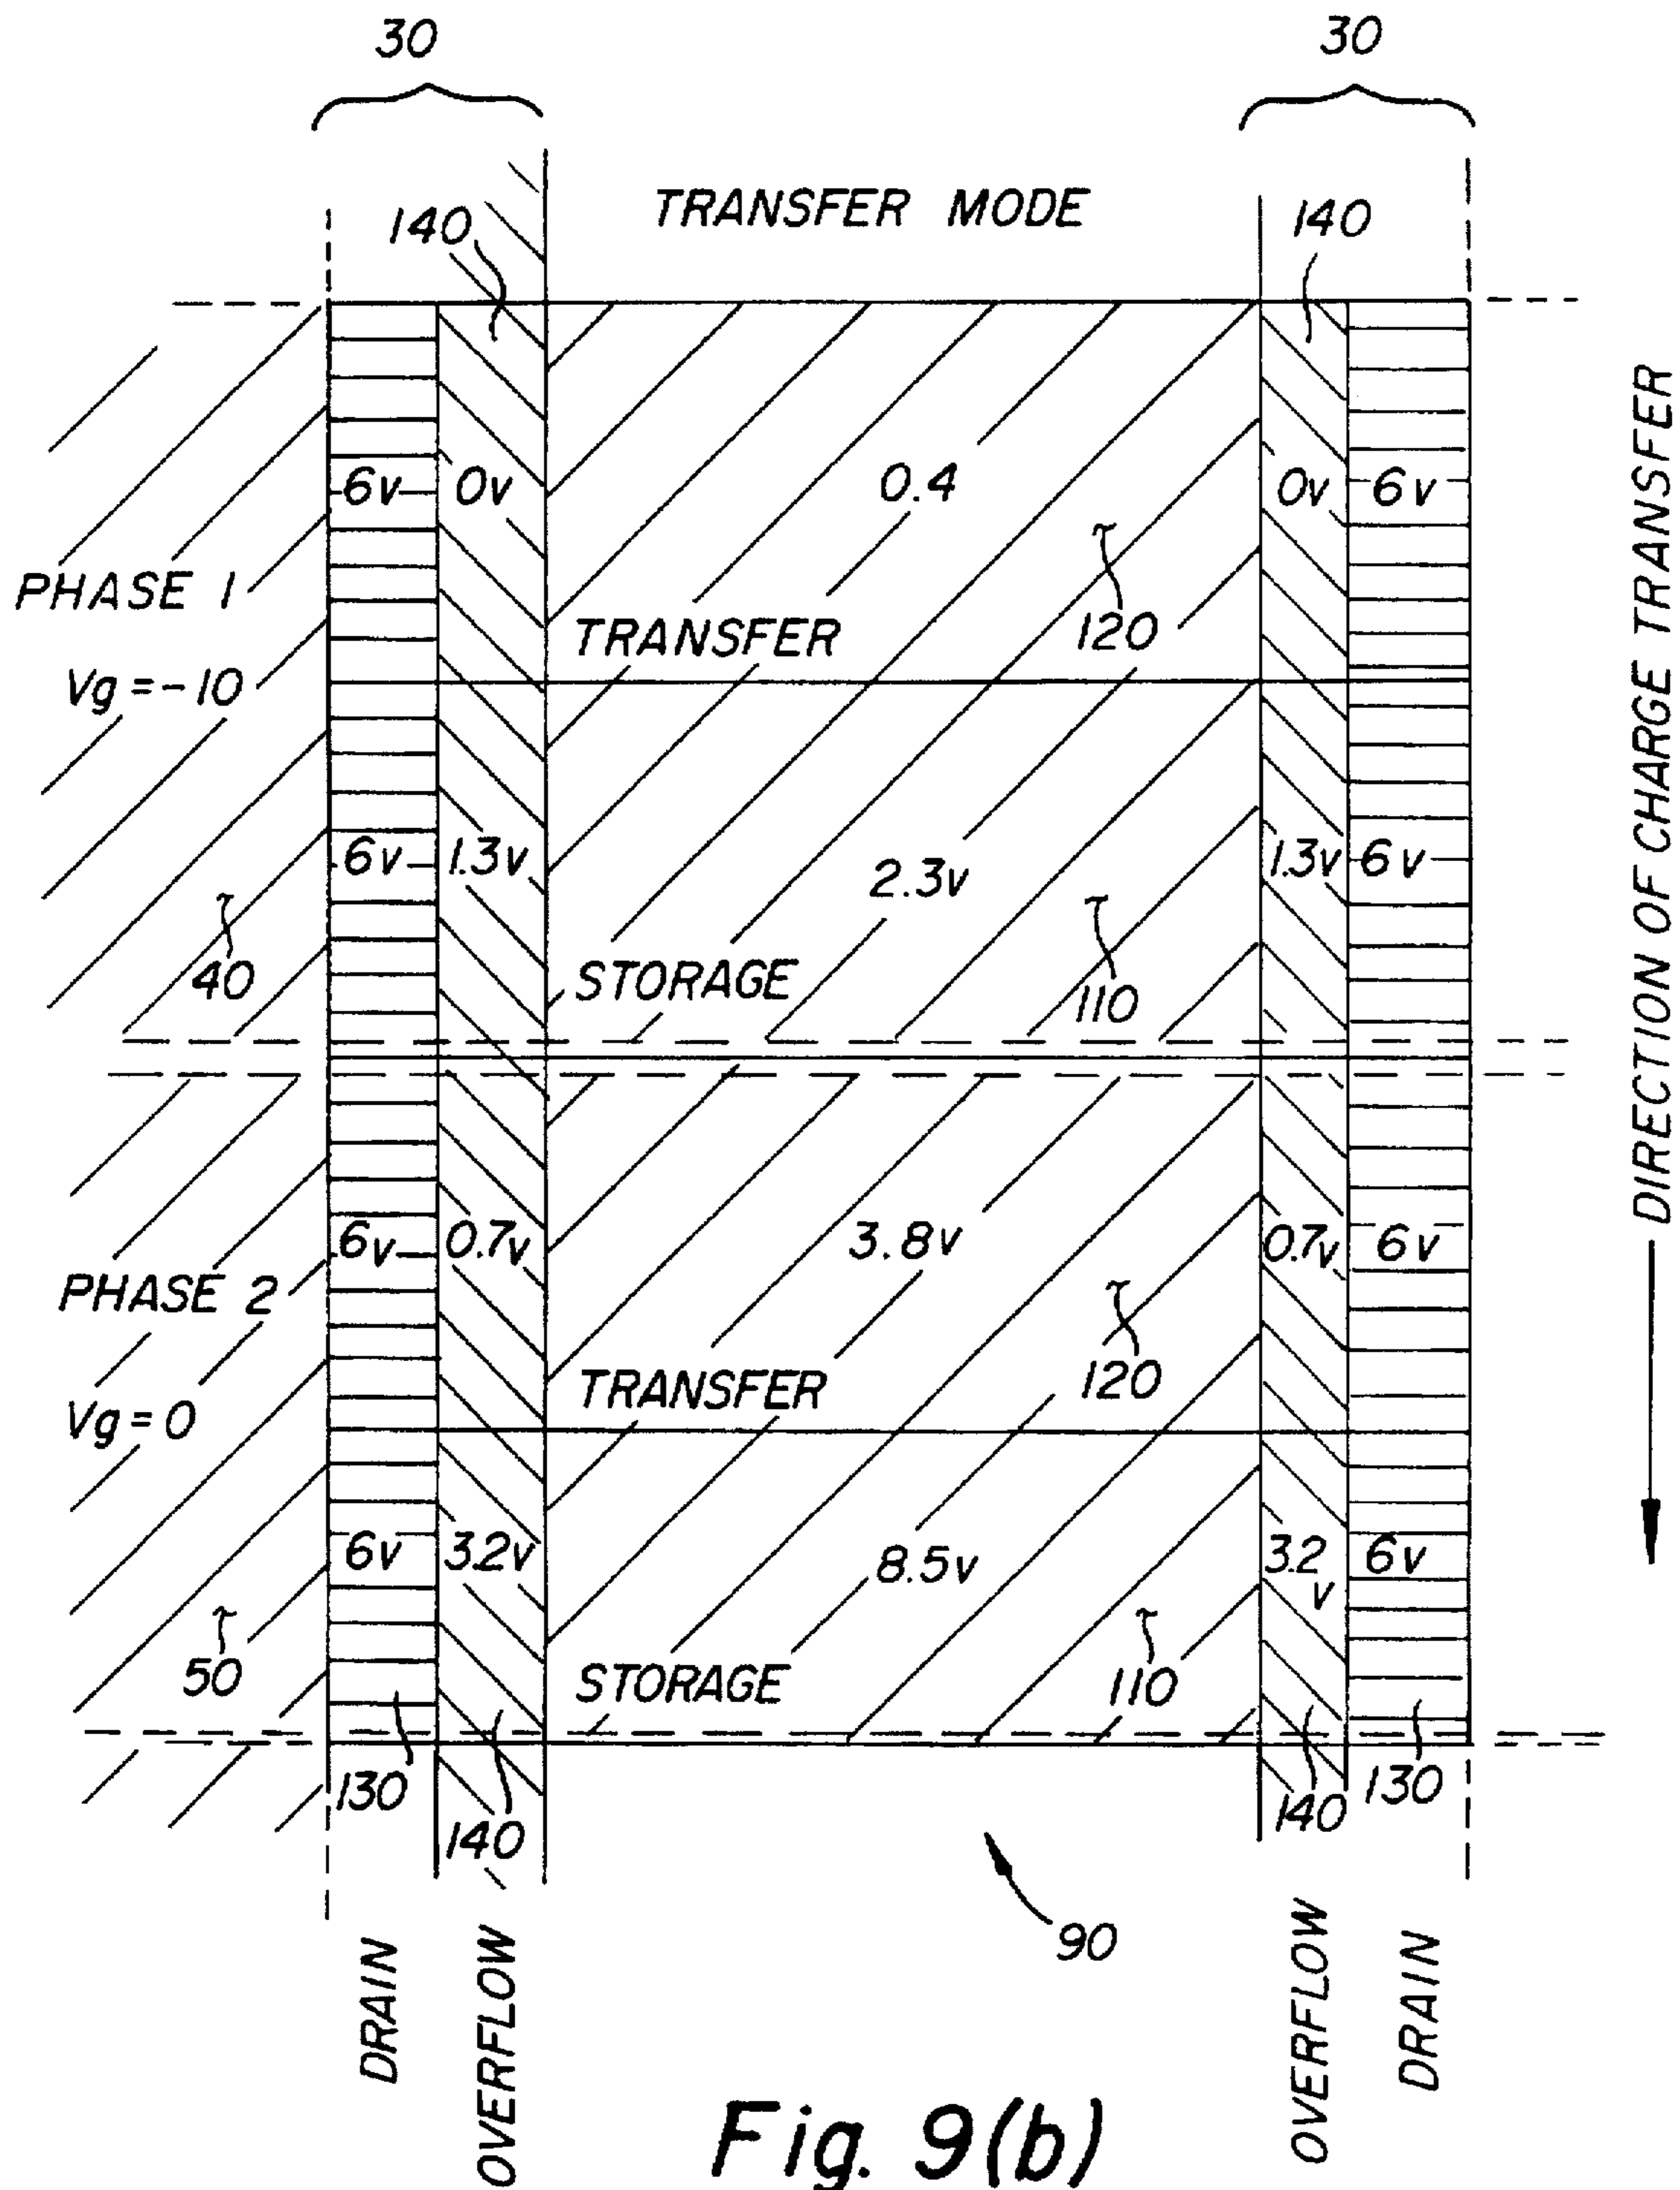 30 30
TRANSFER MODE
140 140
6v 0v 0.4 0v 6v
PHASE 1
TRANSFER 120
Vg = -10
6v 1.3v 2.3v 1.3v 6v
40 STORAGE 110
6v 0.7v 3.8v 0.7v 6v
PHASE 2
TRANSFER 120
Vg = 0
6v 3.2v 8.5v 3.2 v 6v
50 STORAGE 110
130 140 140 130
90
DRAIN
OVERFLOW
OVERFLOW
DRAIN
DIRECTION OF CHARGE TRANSFER
Fig. 9(b)